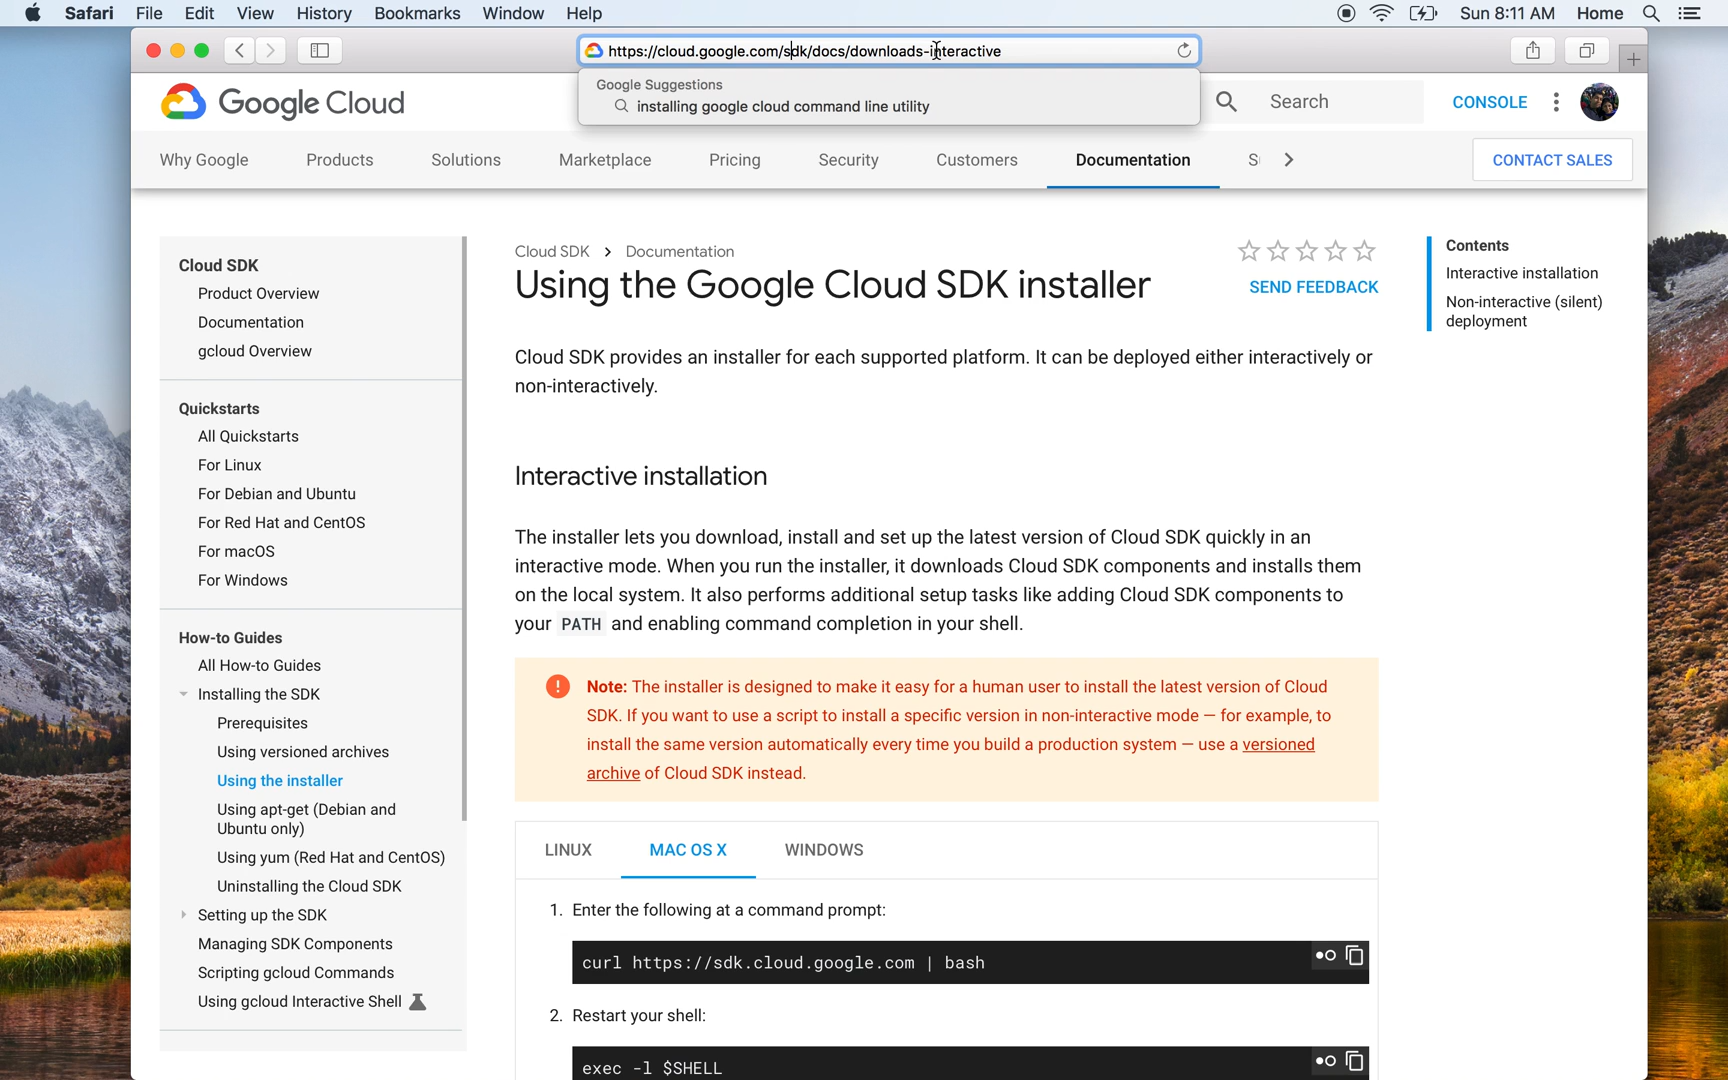 Safari File Edit View History Bookmarks Window Help Sun 8:11 AM Home
https://cloud.google.com/sdk/docs/downloads-interactive
Google Suggestions
installing google cloud command line utility
Google Cloud
Search
CONSOLE
Why Google Products Solutions Marketplace Pricing Security Customers Documentation S
CONTACT SALES
Cloud SDK
Product Overview
Documentation
gcloud Overview
Quickstarts
All Quickstarts
For Linux
For Debian and Ubuntu
For Red Hat and CentOS
For macOS
For Windows
How-to Guides
All How-to Guides
Installing the SDK
Prerequisites
Using versioned archives
Using the installer
Using apt-get (Debian and
Ubuntu only)
Using yum (Red Hat and CentOS)
Uninstalling the Cloud SDK
Setting up the SDK
Managing SDK Components
Scripting gcloud Commands
Using gcloud Interactive Shell
Cloud SDK > Documentation
Using the Google Cloud SDK installer
SEND FEEDBACK
Cloud SDK provides an installer for each supported platform. It can be deployed either interactively or
non-interactively.
Interactive installation
The installer lets you download, install and set up the latest version of Cloud SDK quickly in an
interactive mode. When you run the installer, it downloads Cloud SDK components and installs them
on the local system. It also performs additional setup tasks like adding Cloud SDK components to
your PATH and enabling command completion in your shell.
Note: The installer is designed to make it easy for a human user to install the latest version of Cloud
SDK. If you want to use a script to install a specific version in non-interactive mode — for example, to
install the same version automatically every time you build a production system — use a versioned
archive of Cloud SDK instead.
LINUX MAC OS X WINDOWS
1. Enter the following at a command prompt:
curl https://sdk.cloud.google.com | bash
2. Restart your shell:
exec -l $SHELL
Contents
Interactive installation
Non-interactive (silent)
deployment